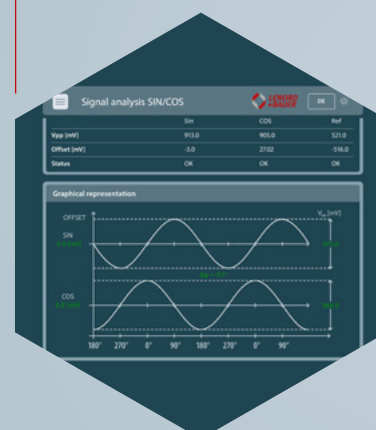 Signal analysis SIN/COS
LENORD
+BAUER
OK
Sin COS Ref
Vpp [mV] 913.0 905.0 521.0
Offset [mV] -3.0 27.02 -516.0
Status OK OK OK
Graphical representation
OFFSET
SIN
COS
180° 270° 0° 90° 180° 270° 0° 90°